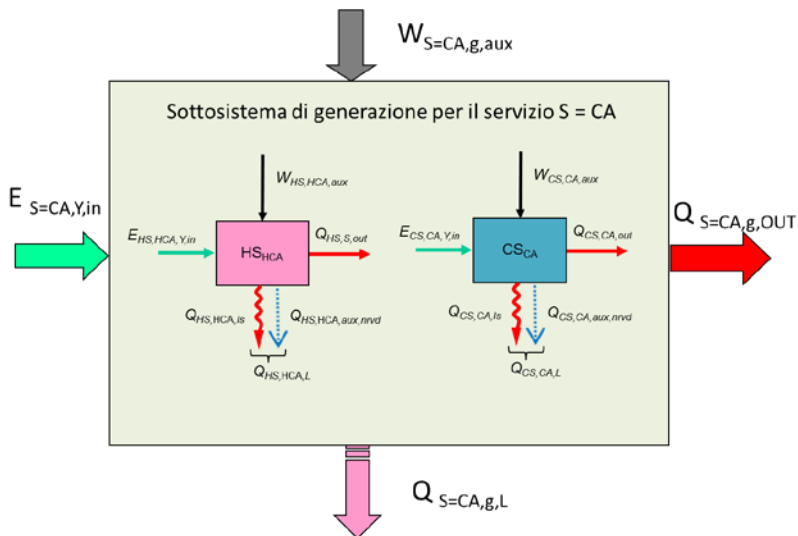 W S=CA,g,aux
Sottosistema di generazione per il servizio S = CA
E S=CA,Y,in
W HS,HCA,aux
W CS,CA,aux
E HS,HCA,Y,in
HS HCA
Q HS,S,out
E CS,CA,Y,in
CS CA
Q CS,CA,out
Q S=CA,g,OUT
Q HS,HCA,ls
Q HS,HCA,aux,nrvd
Q CS,CA,ls
Q CS,CA,aux,nrvd
Q HS,HCA,L
Q CS,CA,L
Q S=CA,g,L